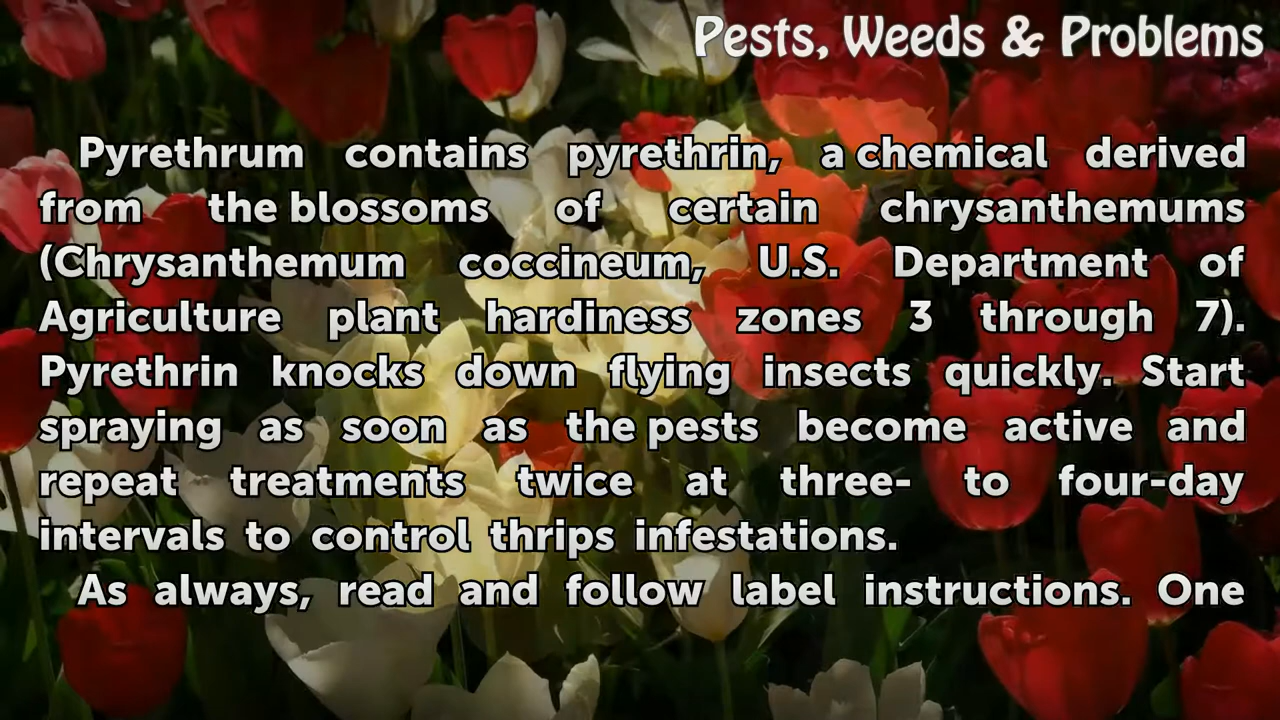 Pests, Weeds & Problems
Pyrethrum contains pyrethrin, a chemical derived
from the blossoms of certain chrysanthemums
(Chrysanthemum coccineum, U.S. Department of
Agriculture plant hardiness zones 3 through 7).
Pyrethrin knocks down flying insects quickly. Start
spraying as soon as the pests become active and
repeat treatments twice at three- to four-day
intervals to control thrips infestations.
As always, read and follow label instructions. One